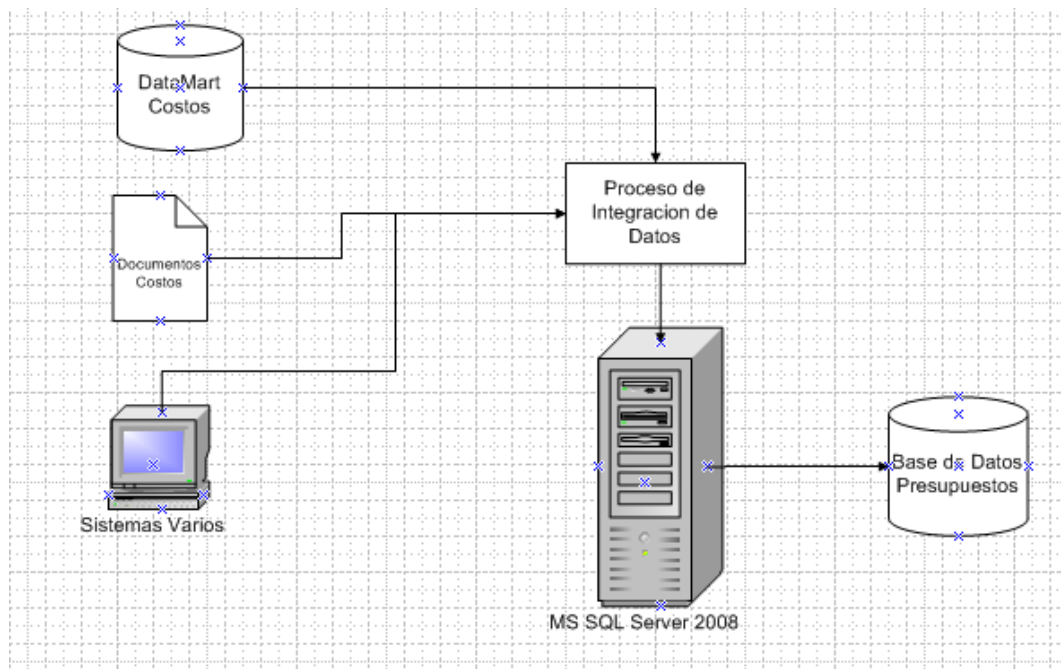 DataMart
Costos
Proceso de
Integracion de
Datos
Documentos
Costos
Sistemas Varios
Base de Datos
Presupuestos
MS SQL Server 2008